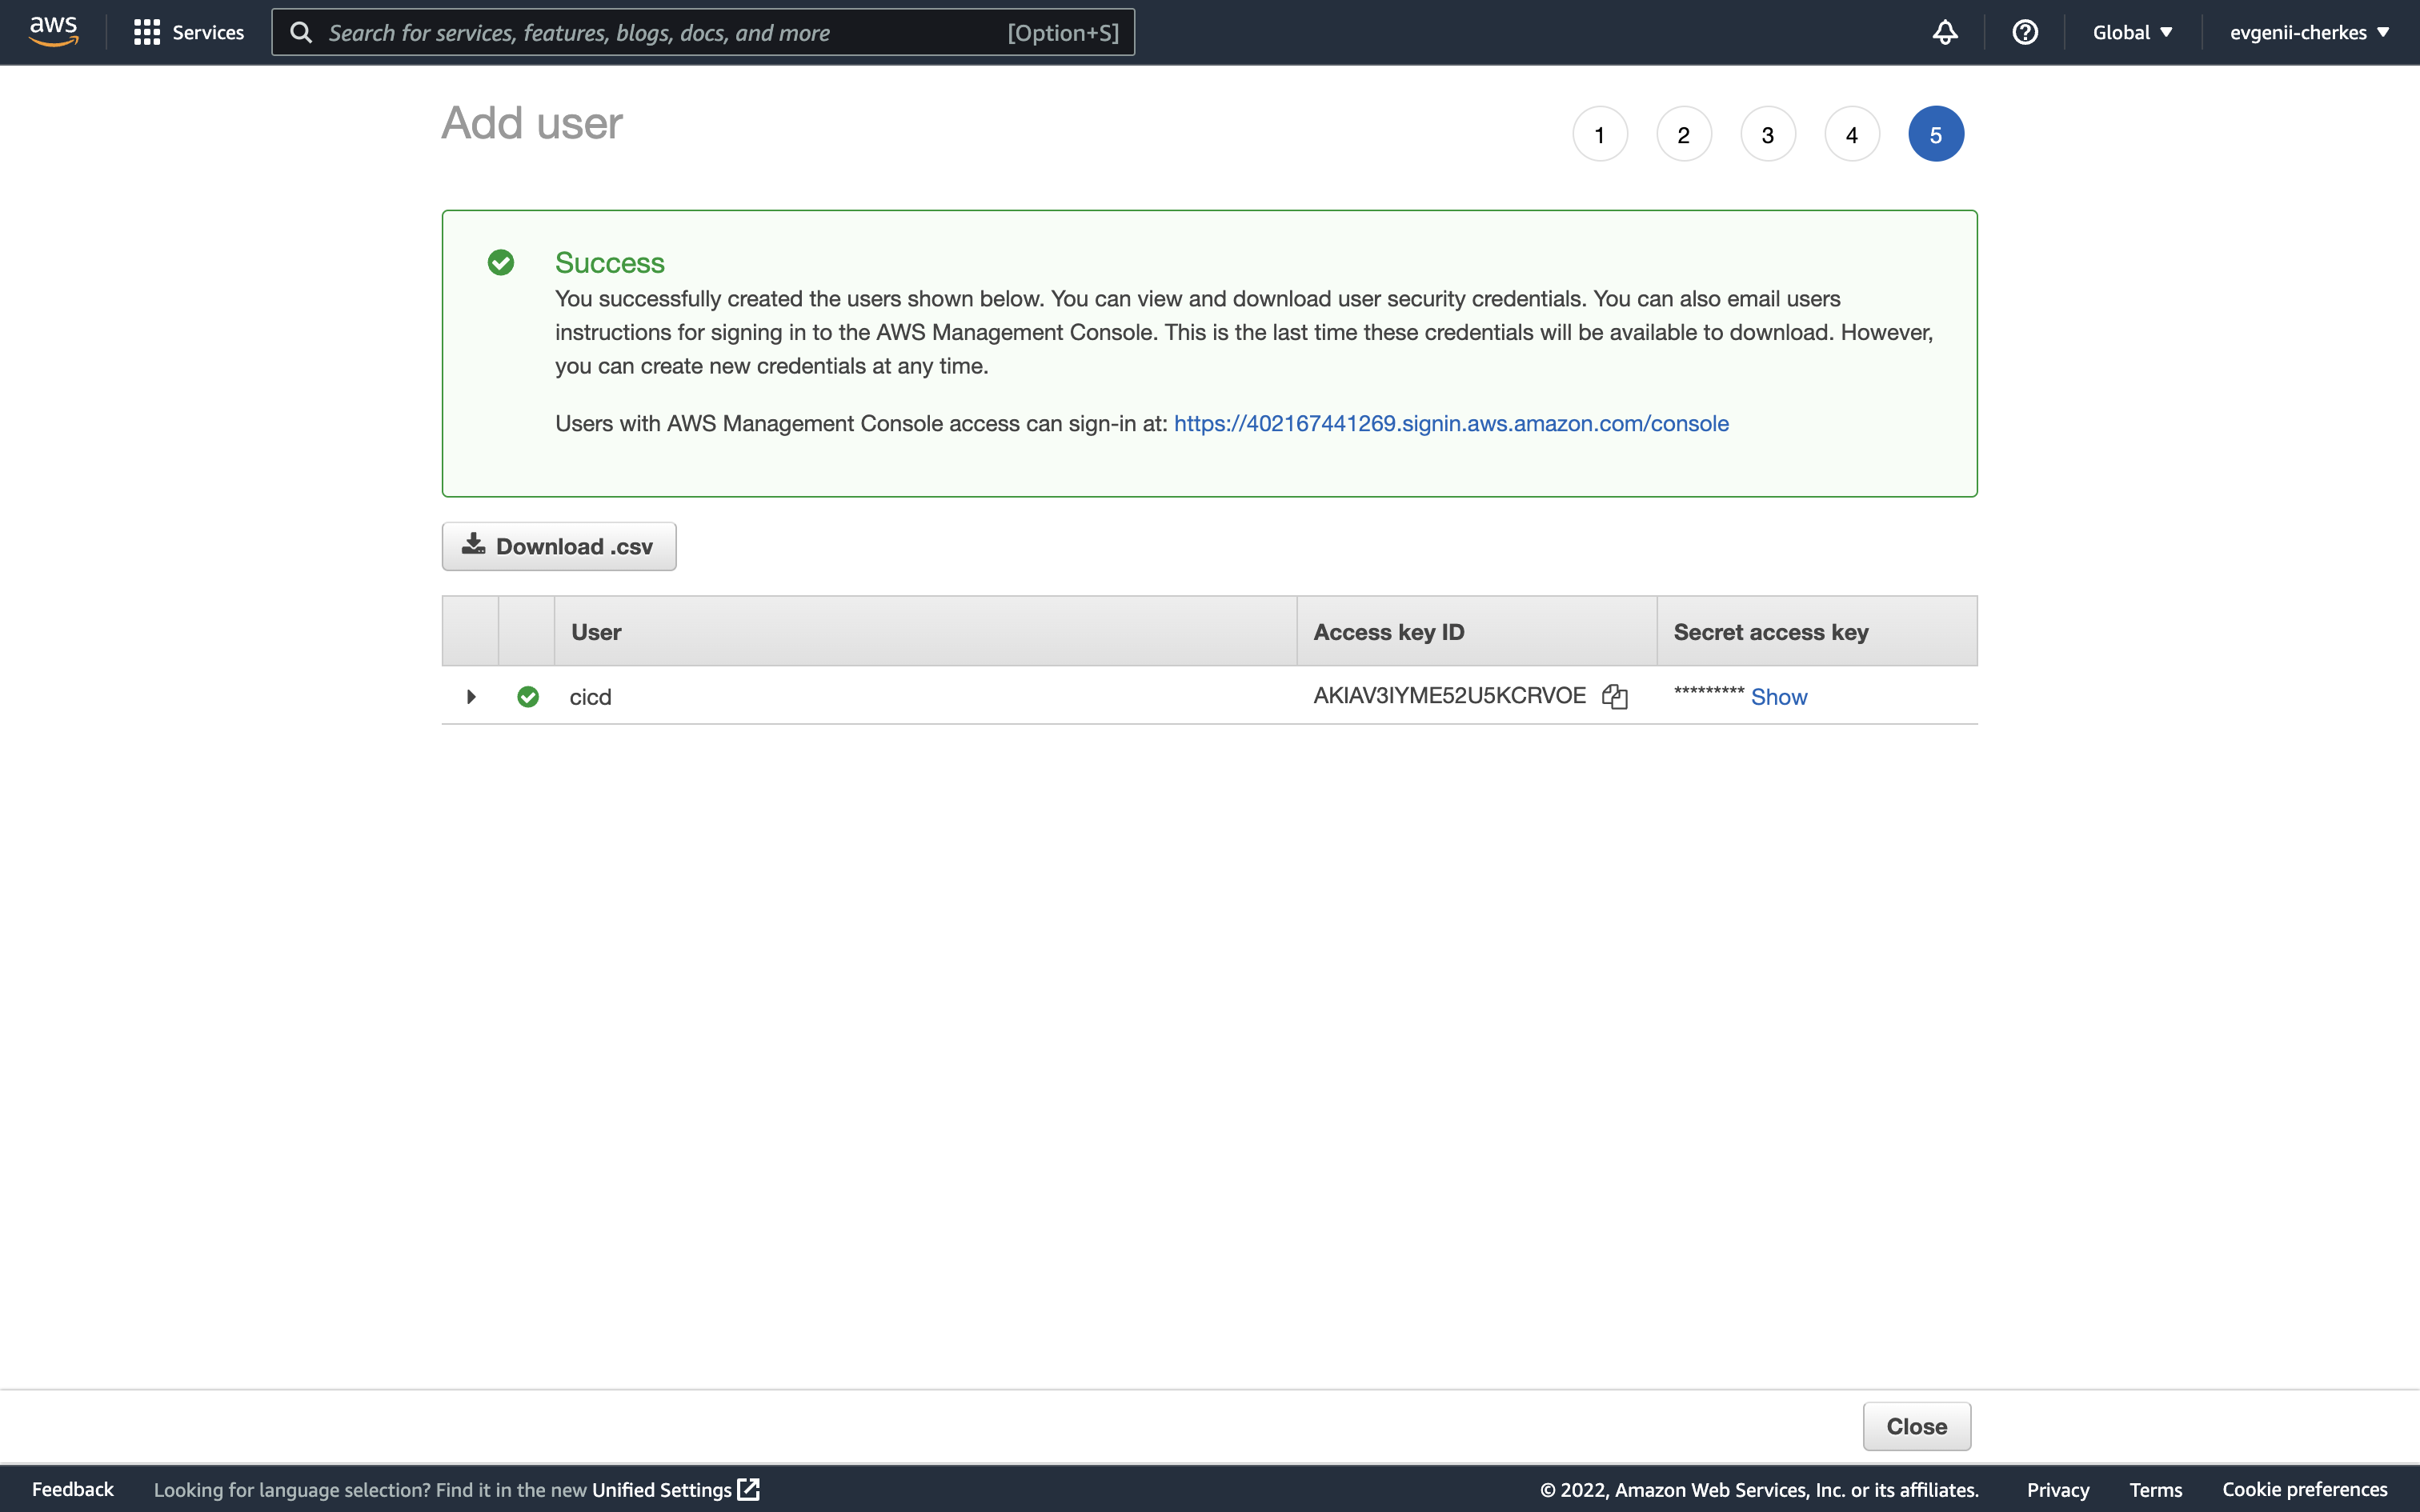 aws
Services
Search for services, features, blogs, docs, and more
[Option+S]
Global
evgenii-cherkes
Add user
1
2
3
4
5
Success
You successfully created the users shown below. You can view and download user security credentials. You can also email users
instructions for signing in to the AWS Management Console. This is the last time these credentials will be available to download. However,
you can create new credentials at any time.
Users with AWS Management Console access can sign-in at: https://402167441269.signin.aws.amazon.com/console
Download .csv
User
Access key ID
Secret access key
cicd
AKIAV3IYME52U5KCRVOE
********* Show
Close
Feedback
Looking for language selection? Find it in the new Unified Settings
© 2022, Amazon Web Services, Inc. or its affiliates.
Privacy
Terms
Cookie preferences